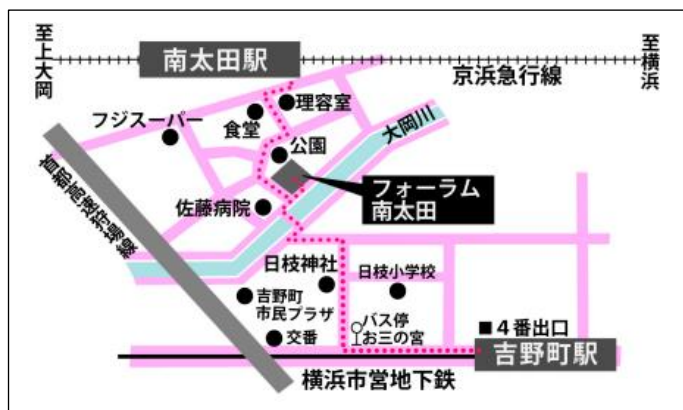 至上大岡
南太田駅
至横浜
京浜急行線
理容室
フジスーパー
食堂
大岡川
公園
首都高速狩場線
フォーラム
南太田
佐藤病院
日枝神社
日枝小学校
吉野町
市民プラザ
バス停
お三の宮
■4番出口
交番
吉野町駅
横浜市営地下鉄